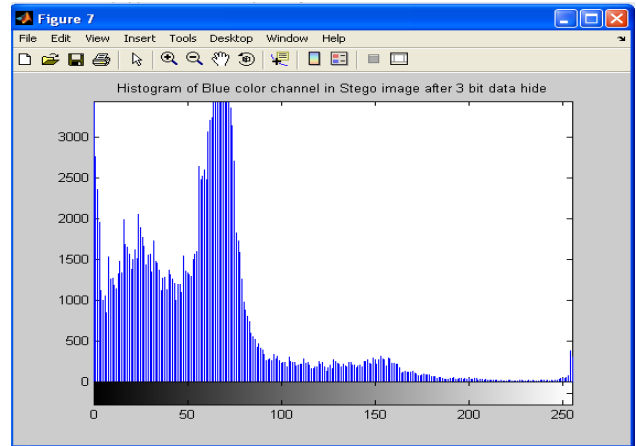 Figure 7
File Edit View Insert Tools Desktop Window Help
Histogram of Blue color channel in Stego image after 3 bit data hide
3000
2500
2000
1500
1000
500
0
0 50 100 150 200 250